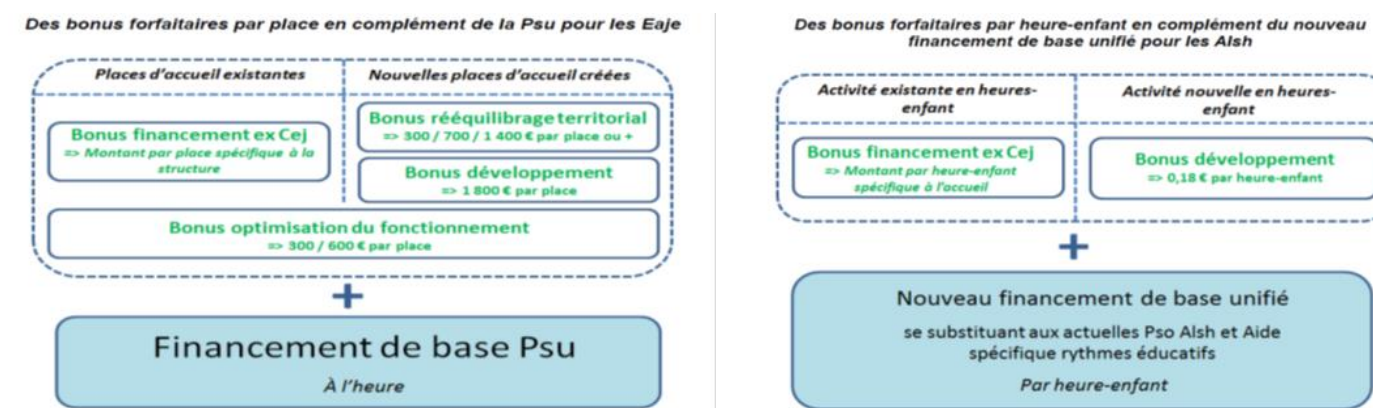 Des bonus forfaitaires par place en complément de la Psu pour les Eaje
Places d'accueil existantes
Nouvelles places d'accueil créées
Bonus financement ex Cej
=> Montant par place spécifique à la
structure
Bonus rééquilibrage territorial
=> 300 / 700 / 1 400 € par place ou +
Bonus développement
=> 1 800 € par place
Bonus optimisation du fonctionnement
=> 300 / 600 € par place
+
Financement de base Psu
À l'heure
Des bonus forfaitaires par heure-enfant en complément du nouveau
financement de base unifié pour les Alsh
Activité existante en heures-
enfant
Activité nouvelle en heures-
enfant
Bonus financement ex Cej
=> Montant par heure-enfant
spécifique à l'accueil
Bonus développement
=> 0,18 € par heure-enfant
+
Nouveau financement de base unifié
se substituant aux actuelles Pso Alsh et Aide
spécifique rythmes éducatifs
Par heure-enfant